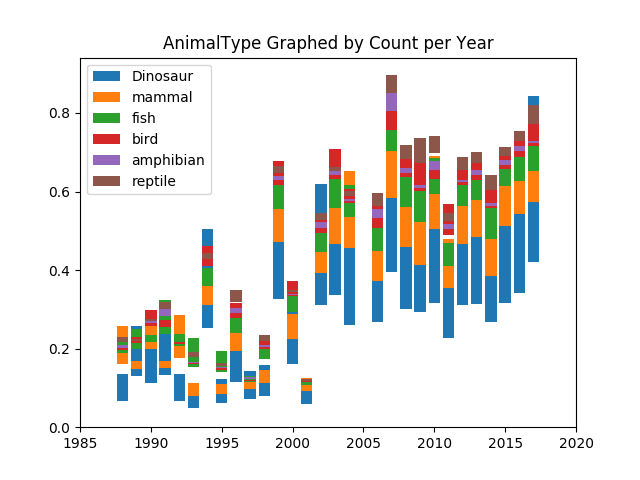 AnimalType Graphed by Count per Year
Dinosaur
mammal
fish
bird
amphibian
reptile
0.8
0.6
0.4
0.2
0.0
1985 1990 1995 2000 2005 2010 2015 2020